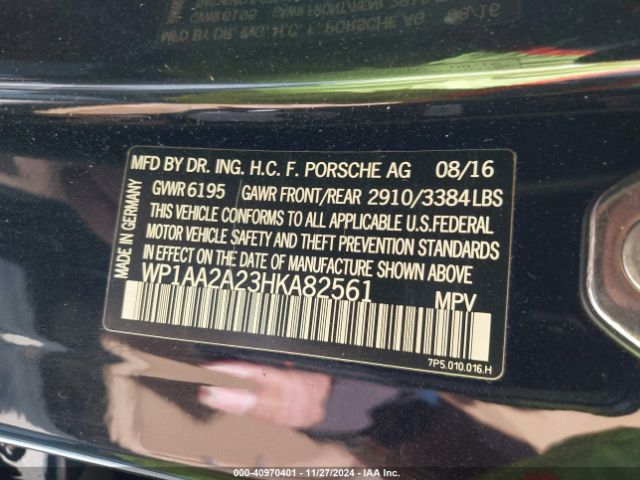 MFD BY DR. ING. H.C. F. PORSCHE AG 08/16
GVWR 6195 GAWR FRONT/REAR 2910/3384 LBS
THIS VEHICLE CONFORMS TO ALL APPLICABLE U.S.FEDERAL
MOTOR VEHICLE SAFETY AND THEFT PREVENTION STANDARDS
IN EFFECT ON THE DATE OF MANUFACTURE SHOWN ABOVE
WP1AA2A23HKA82561 MPV
MADE IN GERMANY
7P5.010.016.H
00-40970401 - 11/27/2024 - IAA Inc.